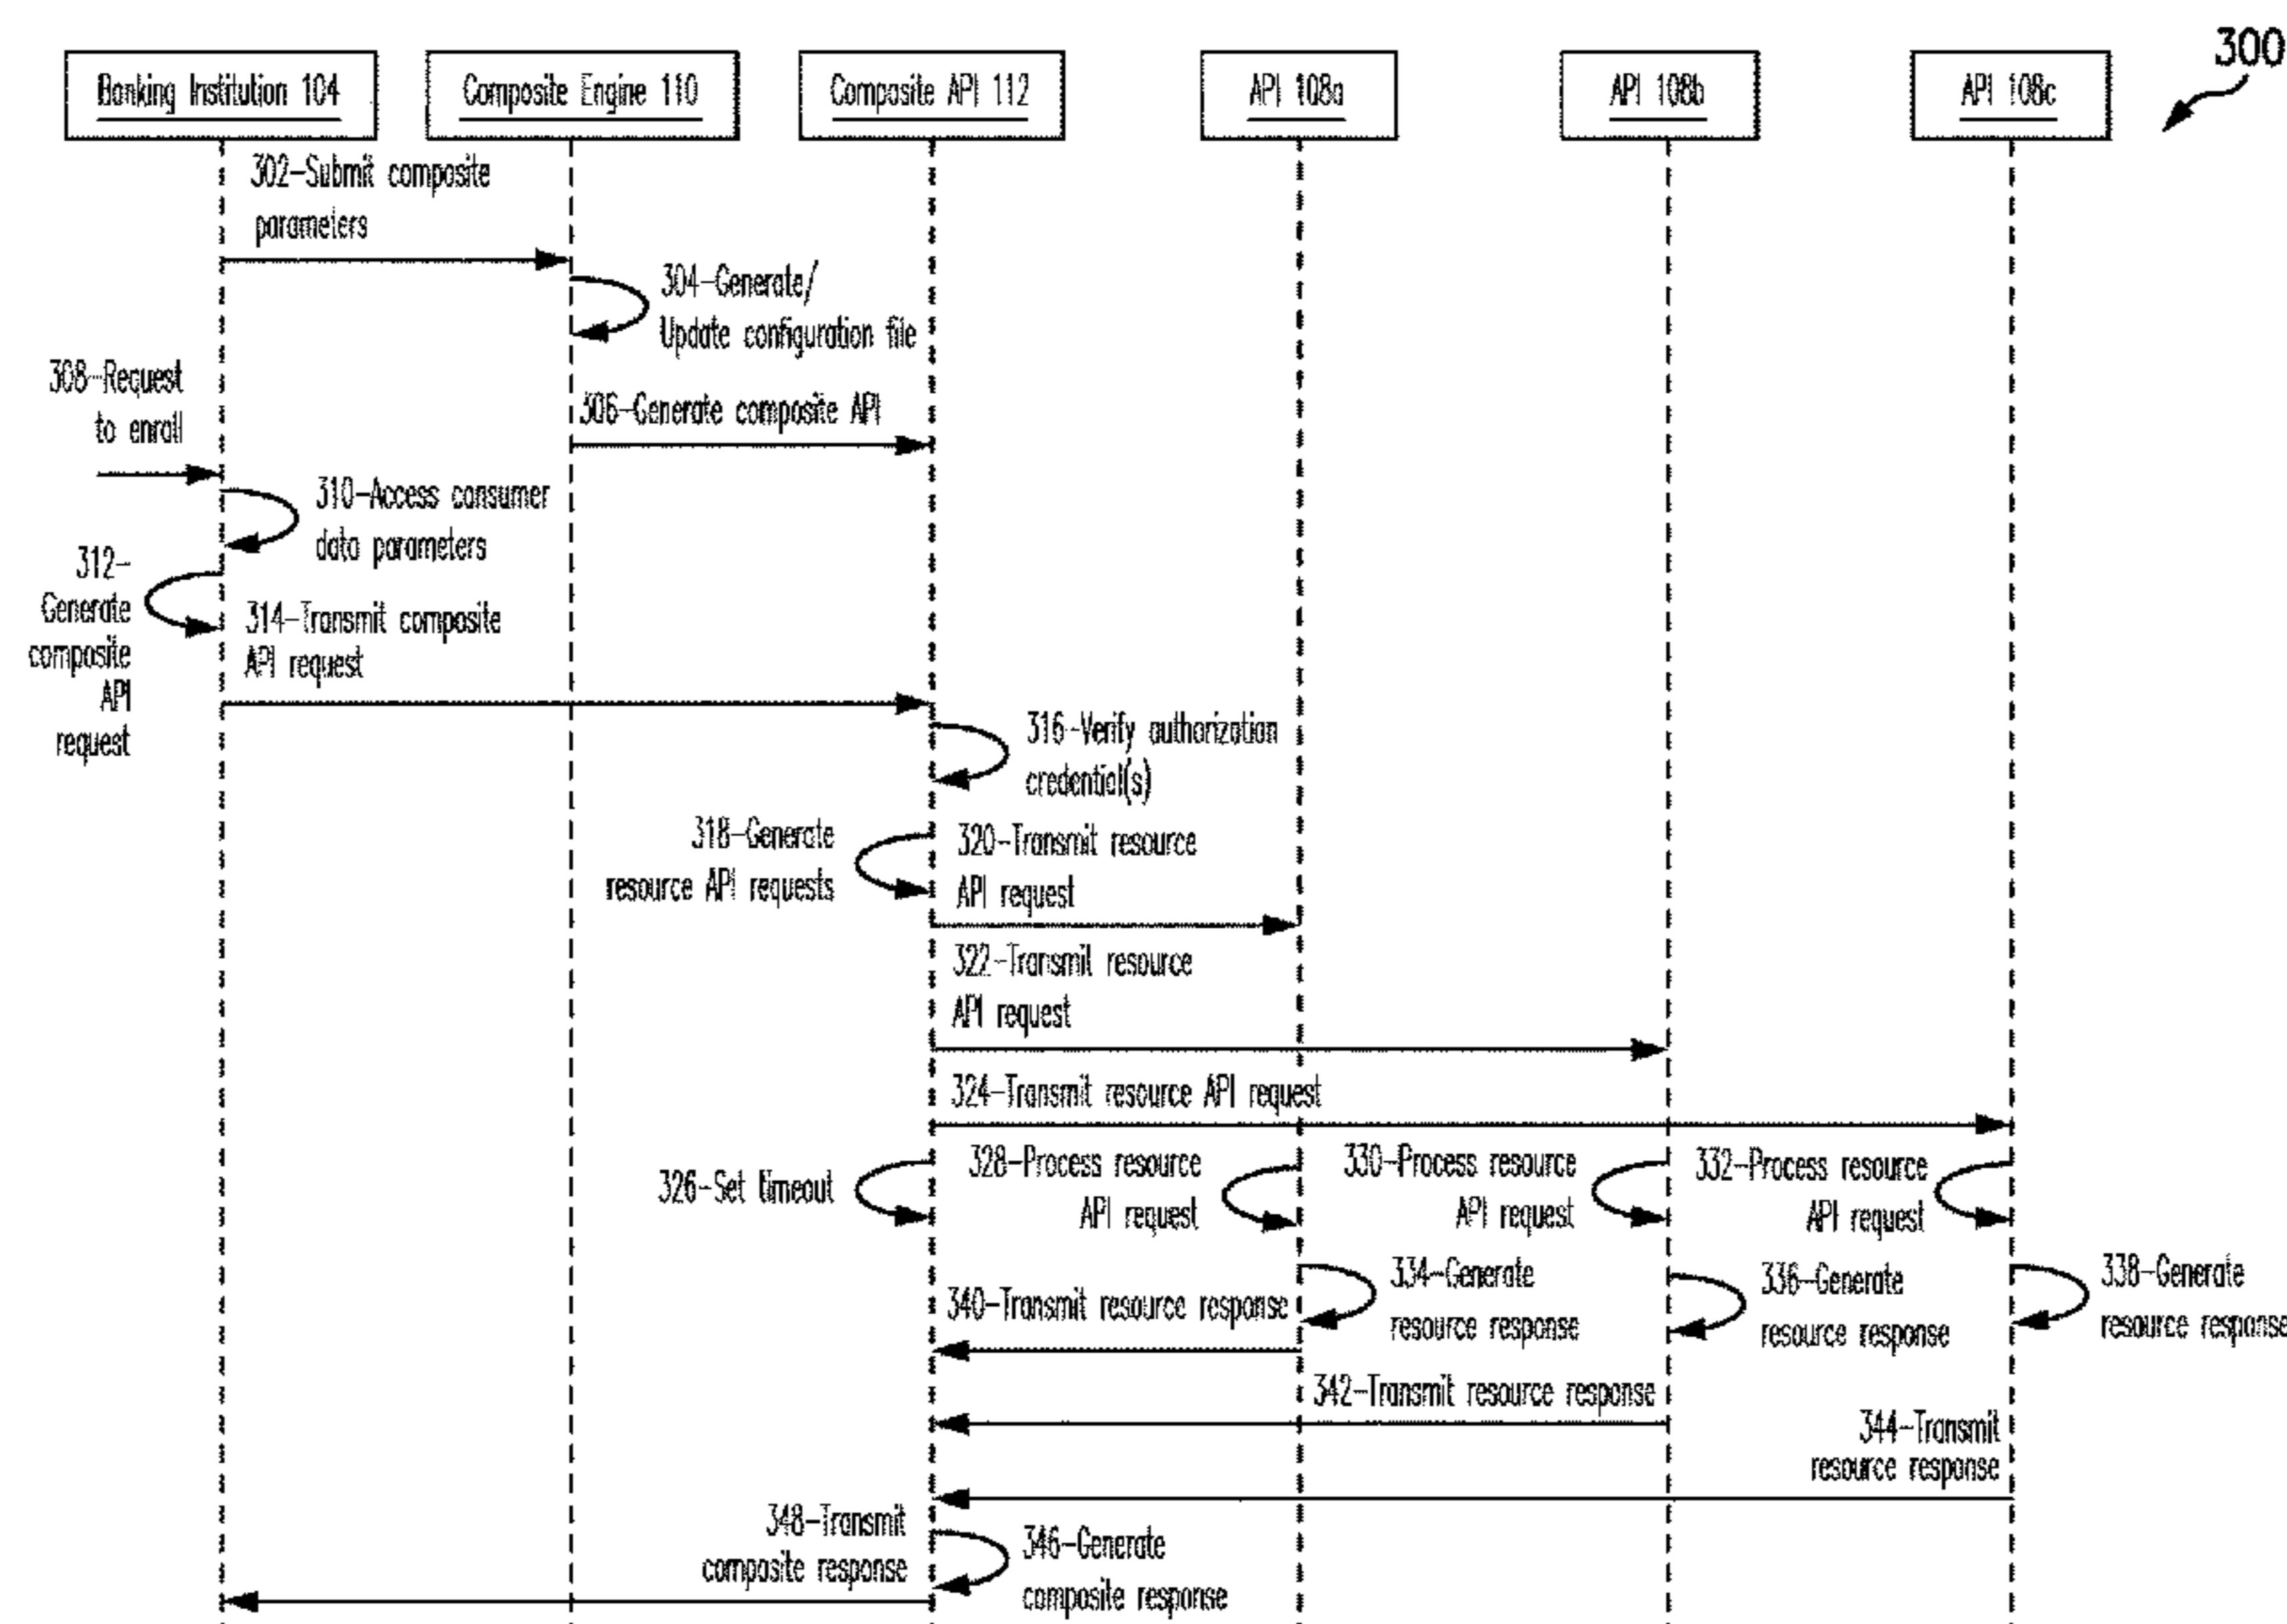 300
Banking Institution 104
Composite Engine 110
Composite API 112
API 108a
API 108b
API 108c
302-Submit composite
parameters
304-Generate/
Update configuration file
306-Generate composite API
308-Request
to enroll
310-Access consumer
data parameters
312-
Generate
composite
API
request
314-Transmit composite
API request
316-Verify authorization
credential(s)
318-Generate
resource API requests
320-Transmit resource
API request
322-Transmit resource
API request
324-Transmit resource API request
326-Set timeout
328-Process resource
API request
330-Process resource
API request
332-Process resource
API request
334-Generate
resource response
336-Generate
resource response
338-Generate
resource response
340-Transmit resource response
342-Transmit resource response
344-Transmit
resource response
346-Generate
composite response
348-Transmit
composite response